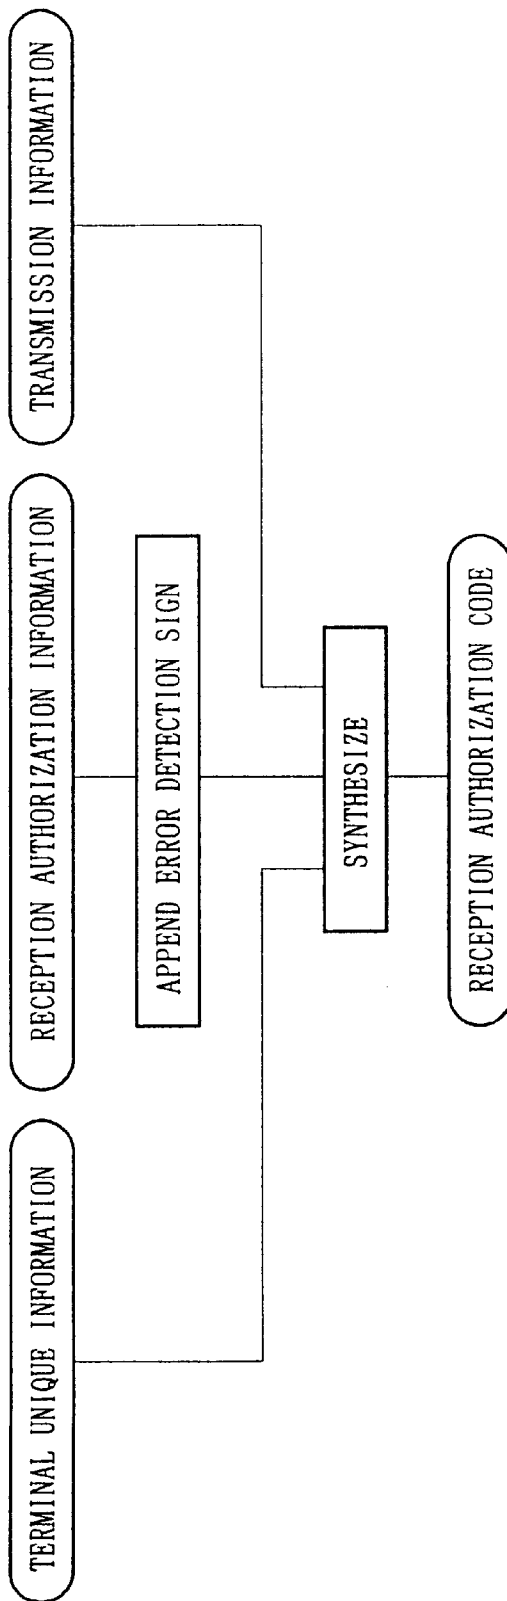 TERMINAL UNIQUE INFORMATION
RECEPTION AUTHORIZATION INFORMATION
TRANSMISSION INFORMATION
APPEND ERROR DETECTION SIGN
SYNTHESIZE
RECEPTION AUTHORIZATION CODE